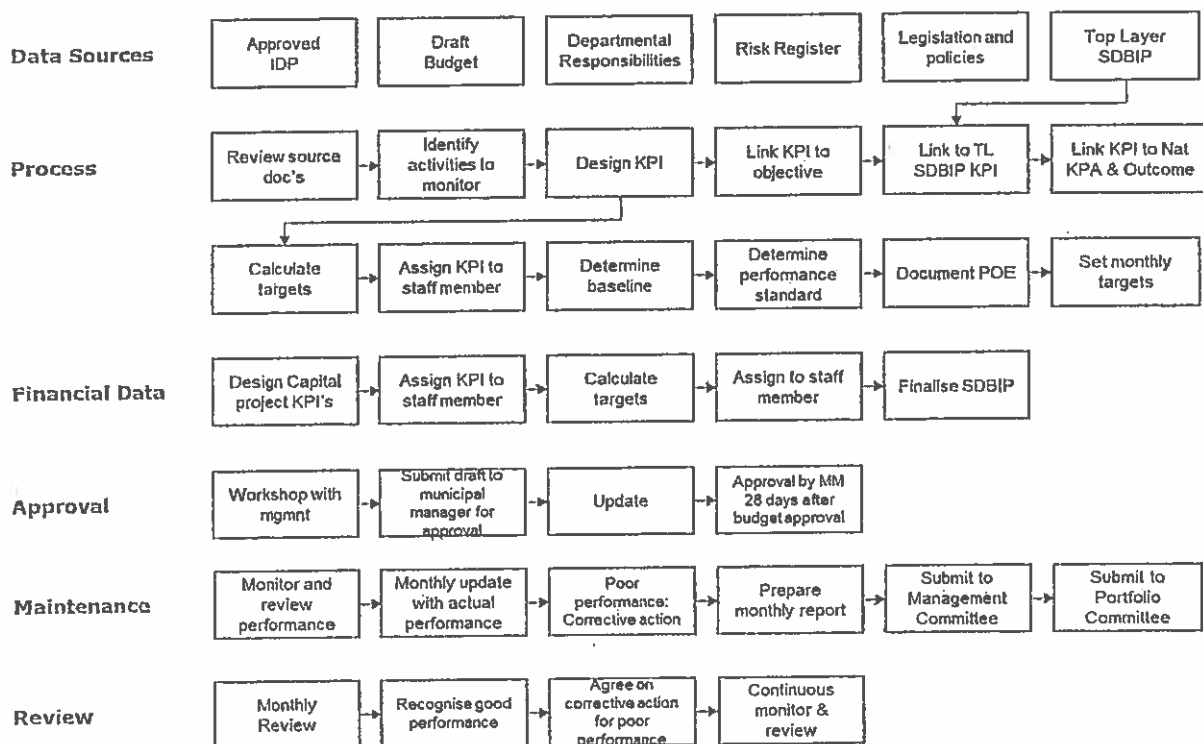 Data Sources
Approved
IDP
Draft
Budget
Departmental
Responsibilities
Risk Register
Legislation and
policies
Top Layer
SDBIP
Process
Review source
doc's
Identify
activities to
monitor
Design KPI
Link KPI to
objective
Link to TL
SDBIP KPI
Link KPI to Nat
KPA & Outcome
Calculate
targets
Assign KPI to
staff member
Determine
baseline
Determine
performance
standard
Document POE
Set monthly
targets
Financial Data
Design Capital
project KPI's
Assign KPI to
staff member
Calculate
targets
Assign to staff
member
Finalise SDBIP
Approval
Workshop with
mgmnt
Submit draft to
municipal
manager for
approval
Update
Approval by MM
28 days after
budget approval
Maintenance
Monitor and
review
performance
Monthly update
with actual
performance
Poor
performance:
Corrective action
Prepare
monthly report
Submit to
Management
Committee
Submit to
Portfolio
Committee
Review
Monthly
Review
Recognise good
performance
Agree on
corrective action
for poor
performance
Continuous
monitor &
review